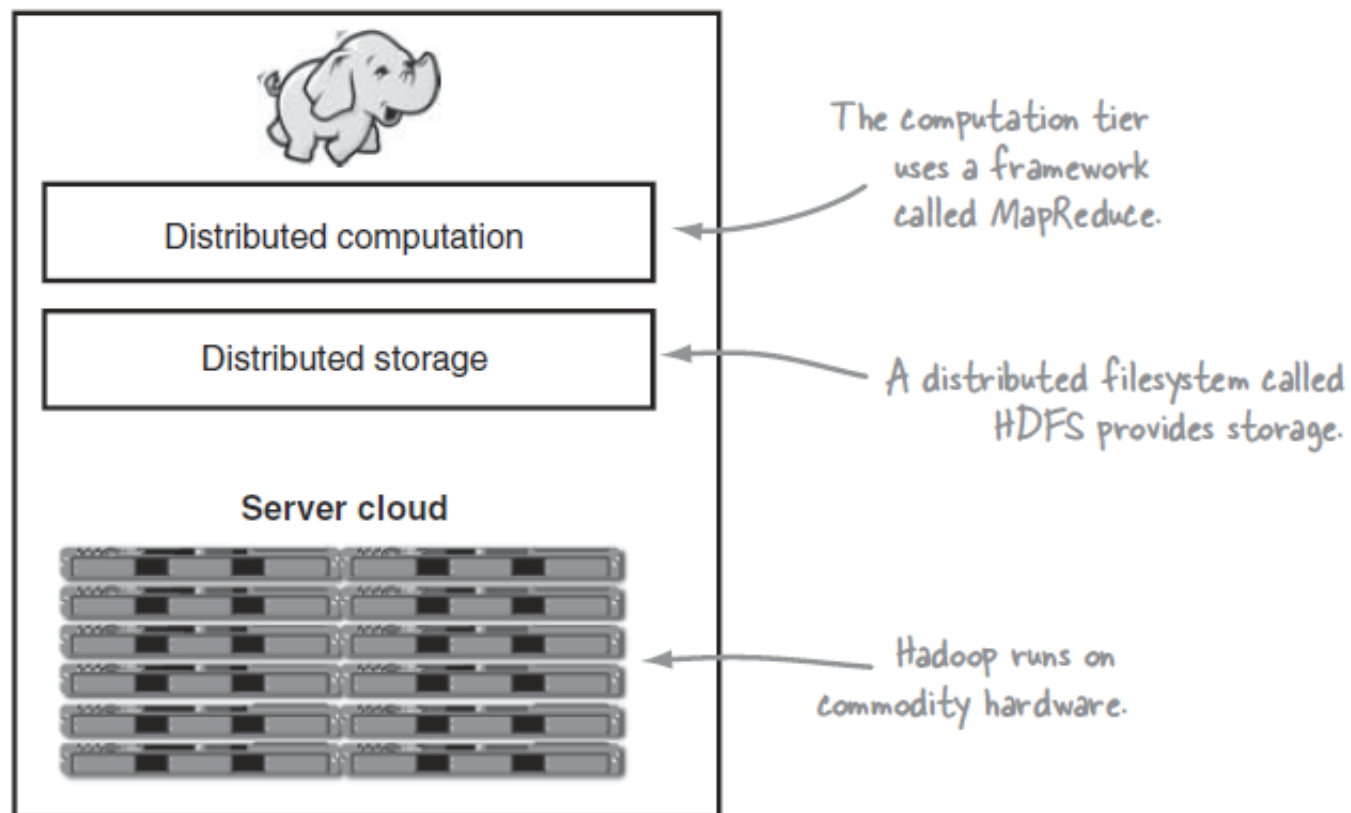 The computation tier
uses a framework
called MapReduce.
Distributed computation
Distributed storage
A distributed filesystem called
HDFS provides storage.
Server cloud
Hadoop runs on
commodity hardware.